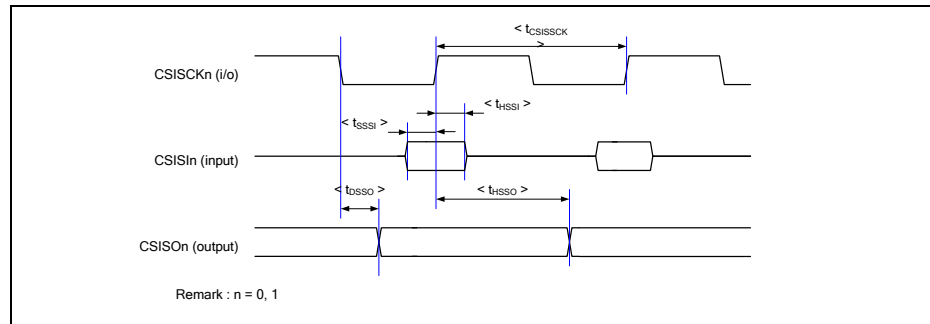 < tCSISSCK
>
CSISCKn (i/o)
< tHSSI >
< tSSSI >
CSISIn (input)
< tDSSO >
< tHSSO >
CSISOn (output)
Remark : n = 0, 1